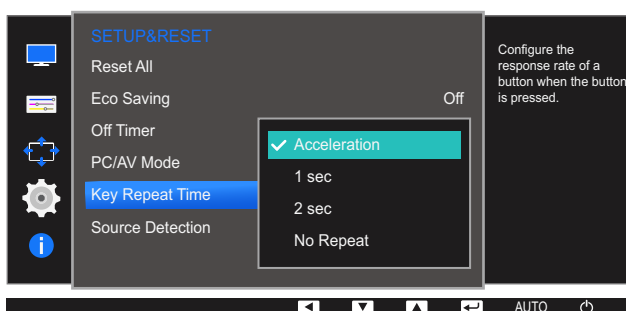 SETUP&RESET
Reset All
Eco Saving Off
Off Timer
PC/AV Mode
Key Repeat Time
Source Detection
Acceleration
1 sec
2 sec
No Repeat
Configure the
response rate of a
button when the button
is pressed.
AUTO